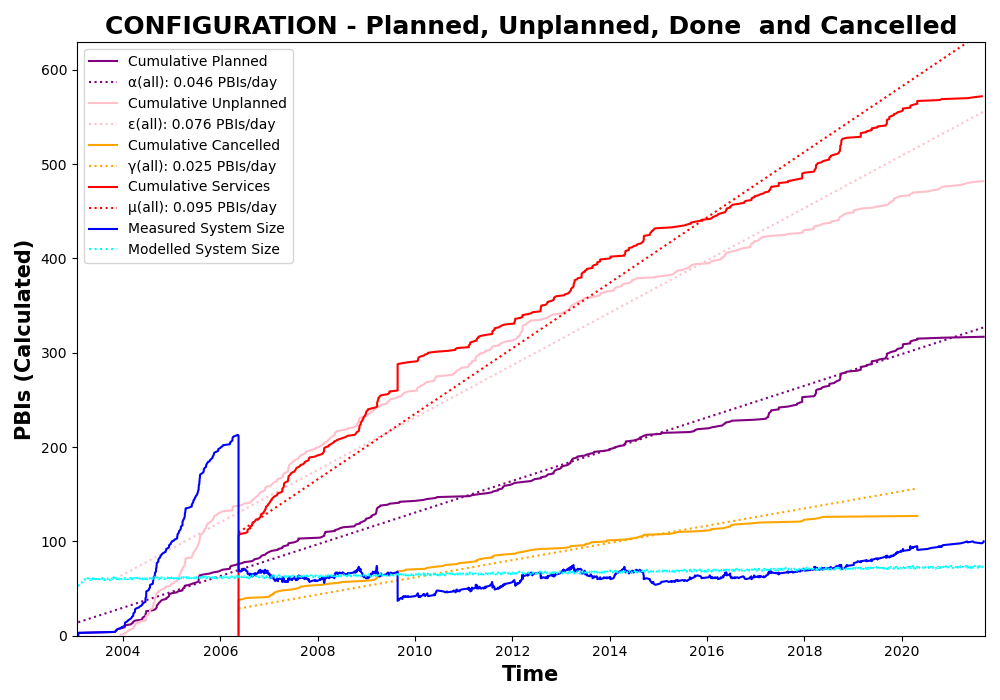 CONFIGURATION - Planned, Unplanned, Done  and Cancelled
Cumulative Planned
α(all): 0.046 PBIs/day
Cumulative Unplanned
ε(all): 0.076 PBIs/day
Cumulative Cancelled
γ(all): 0.025 PBIs/day
Cumulative Services
μ(all): 0.095 PBIs/day
Measured System Size
Modelled System Size
PBIs (Calculated)
600
500
400
300
200
100
0
2004 2006 2008 2010 2012 2014 2016 2018 2020
Time